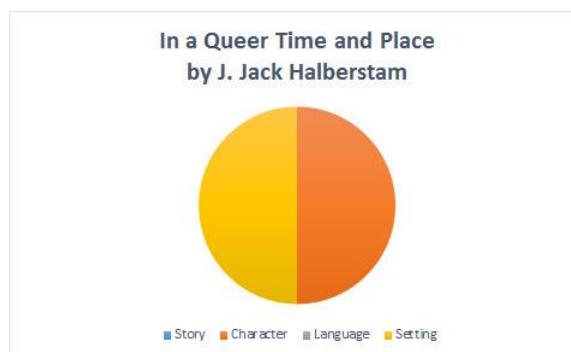 In a Queer Time and Place
by J. Jack Halberstam
Story Character Language Setting